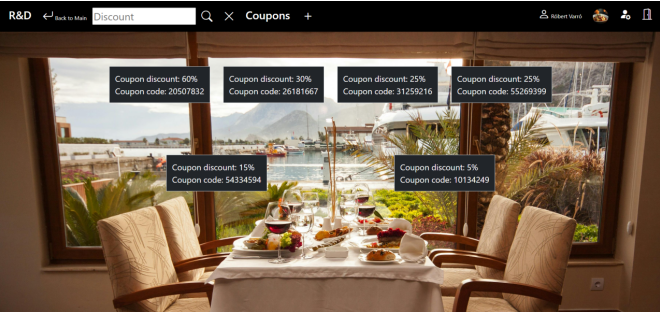 R&D
Back to Main
Discount
Coupons
+
Róbert Varró
Coupon discount: 60%
Coupon code: 20507832
Coupon discount: 30%
Coupon code: 26181667
Coupon discount: 25%
Coupon code: 31259216
Coupon discount: 25%
Coupon code: 55269399
Coupon discount: 15%
Coupon code: 54334594
Coupon discount: 5%
Coupon code: 10134249